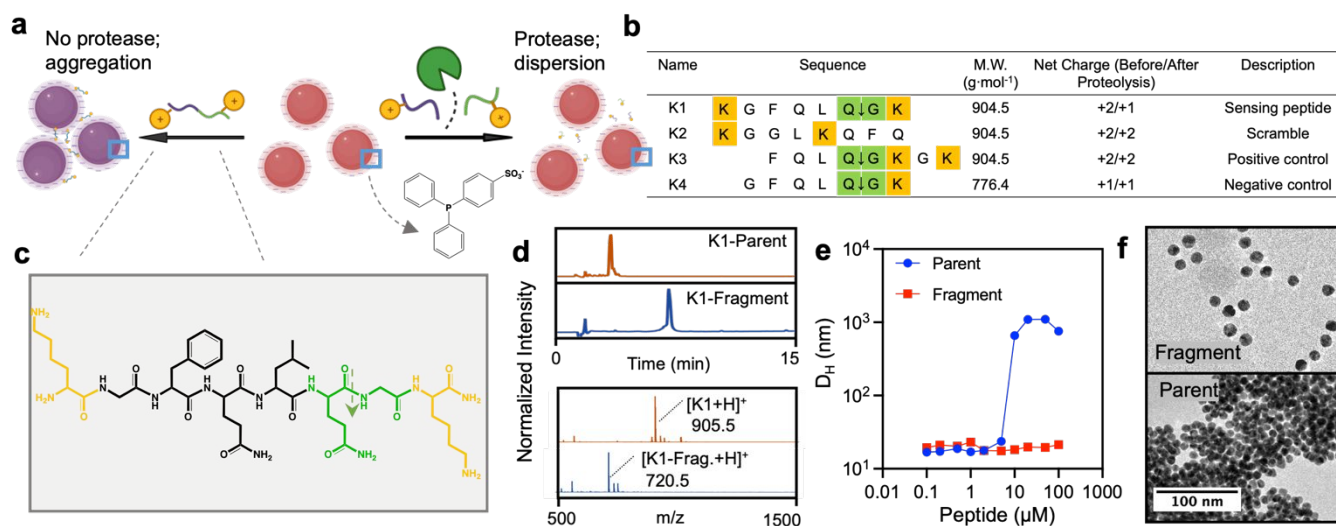 a
No protease;
aggregation
Protease;
dispersion
+ + + +
SO₃⁻
P
b
Name Sequence M.W. (g·mol⁻¹) Net Charge (Before/After Proteolysis) Description
K1 K G F Q L Q↓G K 904.5 +2/+1 Sensing peptide
K2 K G G L K Q F Q 904.5 +2/+2 Scramble
K3 F Q L Q↓G K G K 904.5 +2/+2 Positive control
K4 G F Q L Q↓G K 776.4 +1/+1 Negative control
c
NH₂
H₂N
O
H
N
O
N
H
O
H
N
O
N
H
O
H
N
O
N
H
O
H
N
O
NH₂
O
NH₂
O
NH₂
NH₂
d
Normalized Intensity
K1-Parent
K1-Fragment
0 15
Time (min)
[K1+H]⁺
905.5
[K1-Frag.+H]⁺
720.5
500 1500
m/z
e
D_H (nm)
10⁴
10³
10²
10¹
Parent
Fragment
0.01 0.1 1 10 100 1000
Peptide (µM)
f
Fragment
Parent
100 nm